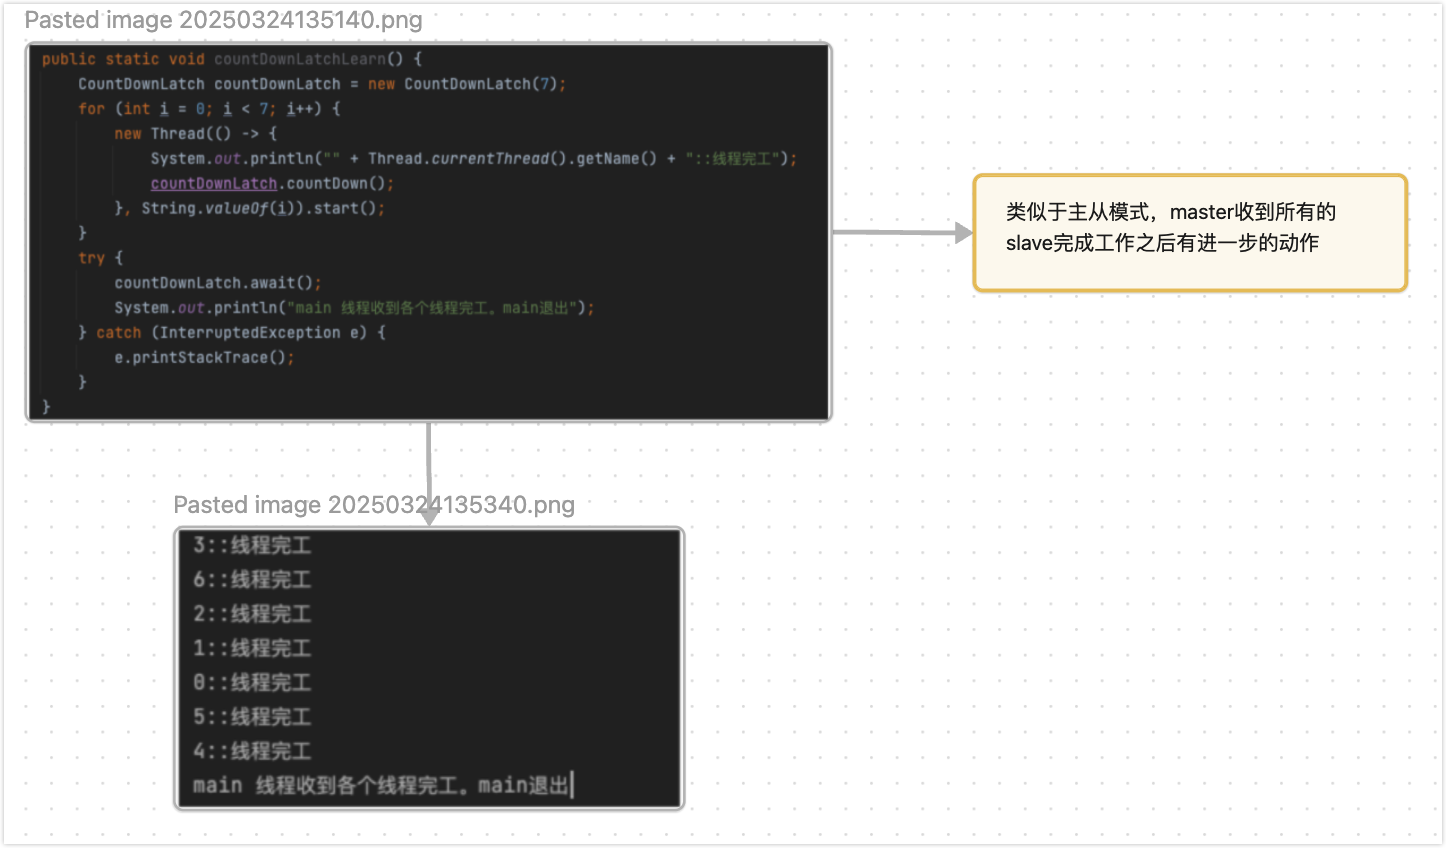 Pasted image 20250324135140.png
public static void countDownLatchLearn() {
    CountDownLatch countDownLatch = new CountDownLatch(7);
    for (int i = 0; i < 7; i++) {
        new Thread(() -> {
            System.out.println("" + Thread.currentThread().getName() + "::线程完工");
            countDownLatch.countDown();
        }, String.valueOf(i)).start();
    }
    try {
        countDownLatch.await();
        System.out.println("main 线程收到各个线程完工。main退出");
    } catch (InterruptedException e) {
        e.printStackTrace();
    }
}
类似于主从模式，master收到所有的
slave完成工作之后有进一步的动作
Pasted image 20250324135340.png
3::线程完工
6::线程完工
2::线程完工
1::线程完工
0::线程完工
5::线程完工
4::线程完工
main 线程收到各个线程完工。main退出